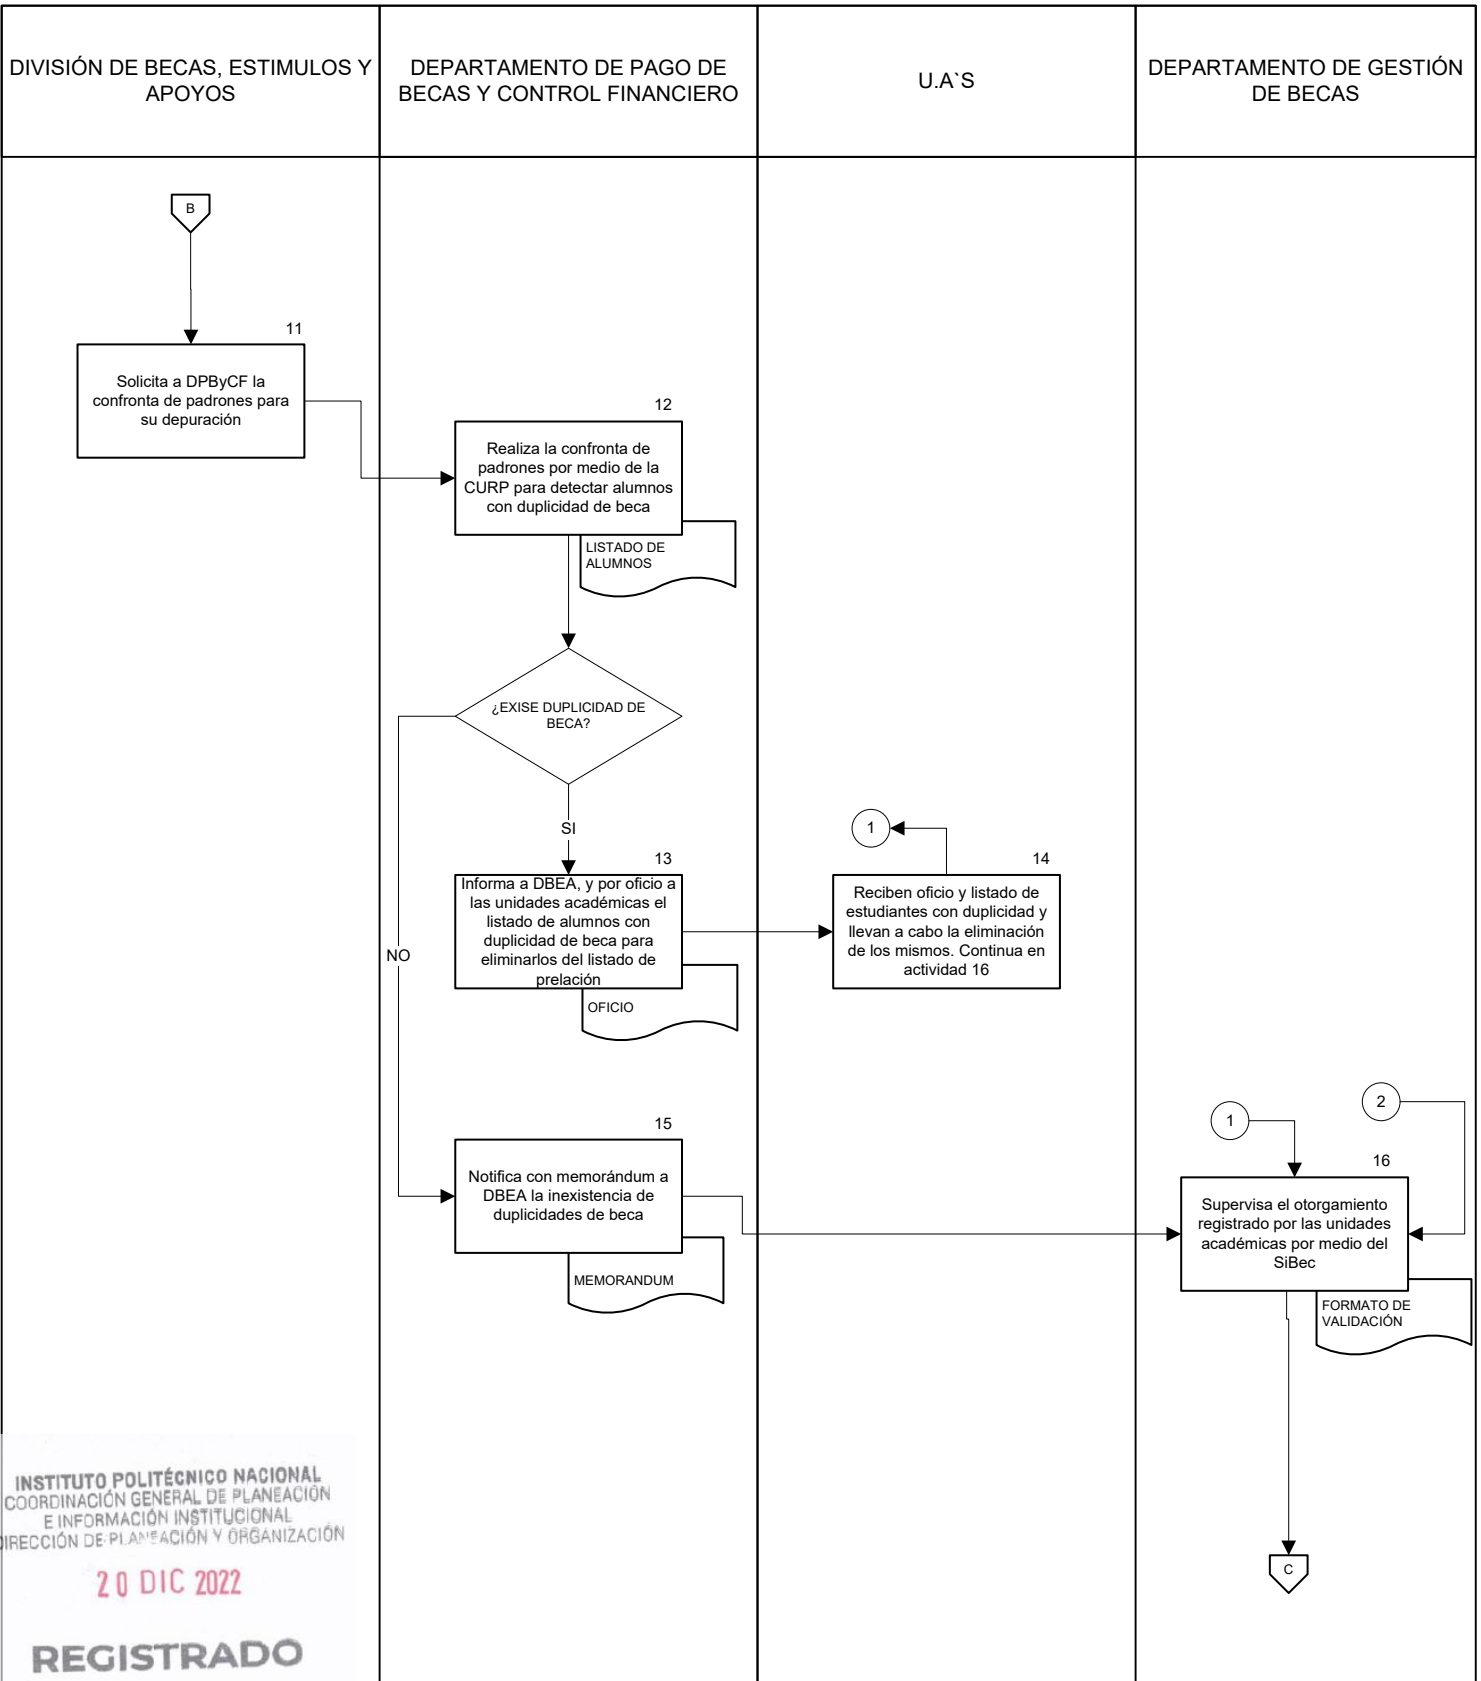 DIVISIÓN DE BECAS, ESTIMULOS Y
APOYOS
DEPARTAMENTO DE PAGO DE
BECAS Y CONTROL FINANCIERO
U.A`S
DEPARTAMENTO DE GESTIÓN
DE BECAS
B
11
Solicita a DPByCF la
confronta de padrones para
su depuración
12
Realiza la confronta de
padrones por medio de la
CURP para detectar alumnos
con duplicidad de beca
LISTADO DE
ALUMNOS
¿EXISE DUPLICIDAD DE
BECA?
SI
NO
13
Informa a DBEA, y por oficio a
las unidades académicas el
listado de alumnos con
duplicidad de beca para
eliminarlos del listado de
prelación
OFICIO
1
14
Reciben oficio y listado de
estudiantes con duplicidad y
llevan a cabo la eliminación
de los mismos. Continua en
actividad 16
15
Notifica con memorándum a
DBEA la inexistencia de
duplicidades de beca
MEMORANDUM
1
2
16
Supervisa el otorgamiento
registrado por las unidades
académicas por medio del
SiBec
FORMATO DE
VALIDACIÓN
C
INSTITUTO POLITÉCNICO NACIONAL
COORDINACIÓN GENERAL DE PLANEACIÓN
E INFORMACIÓN INSTITUCIONAL
DIRECCIÓN DE PLANEACIÓN Y ORGANIZACIÓN
20 DIC 2022
REGISTRADO